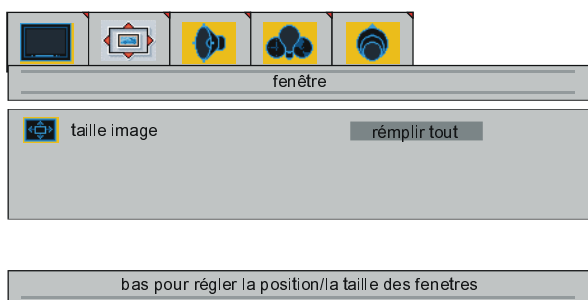 fenêtre
taille image
rémplir tout
bas pour régler la position/la taille des fenetres